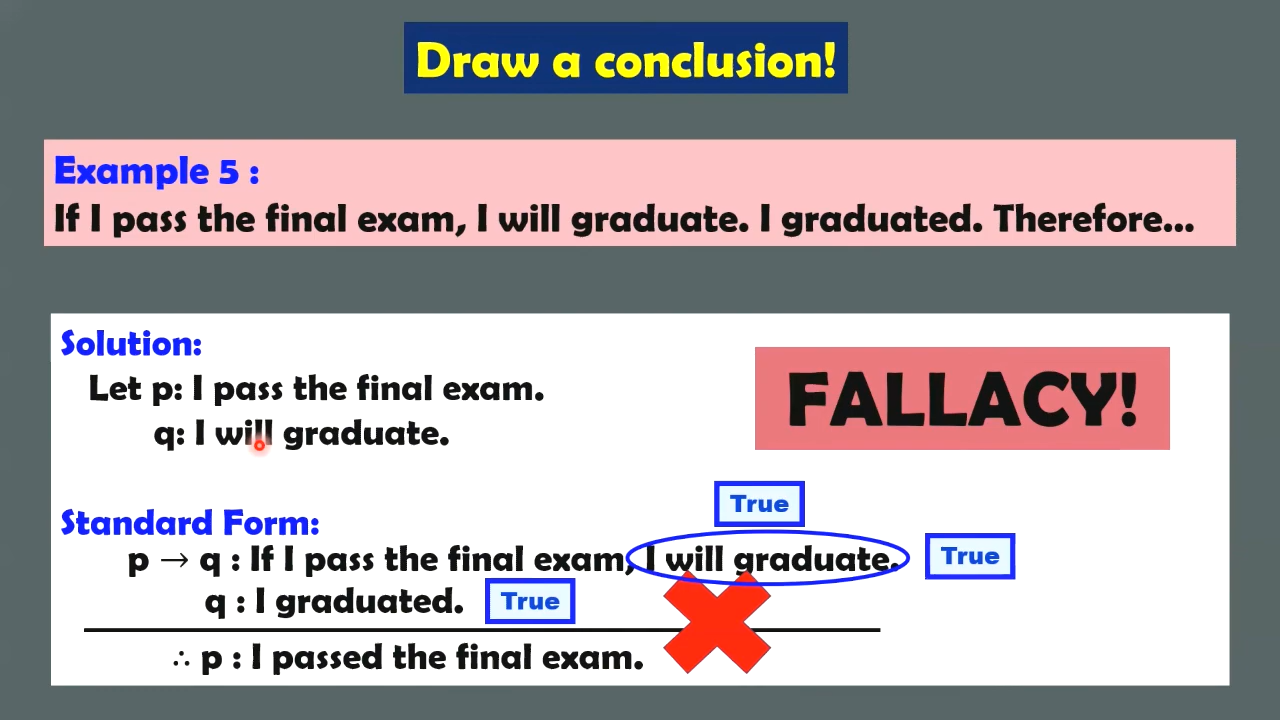 Draw a conclusion!
Example 5 :
If I pass the final exam, I will graduate. I graduated. Therefore...
Solution:
Let p: I pass the final exam.
q: I will graduate.
FALLACY!
Standard Form:
True
p → q : If I pass the final exam, I will graduate. True
q : I graduated. True
∴ p : I passed the final exam.